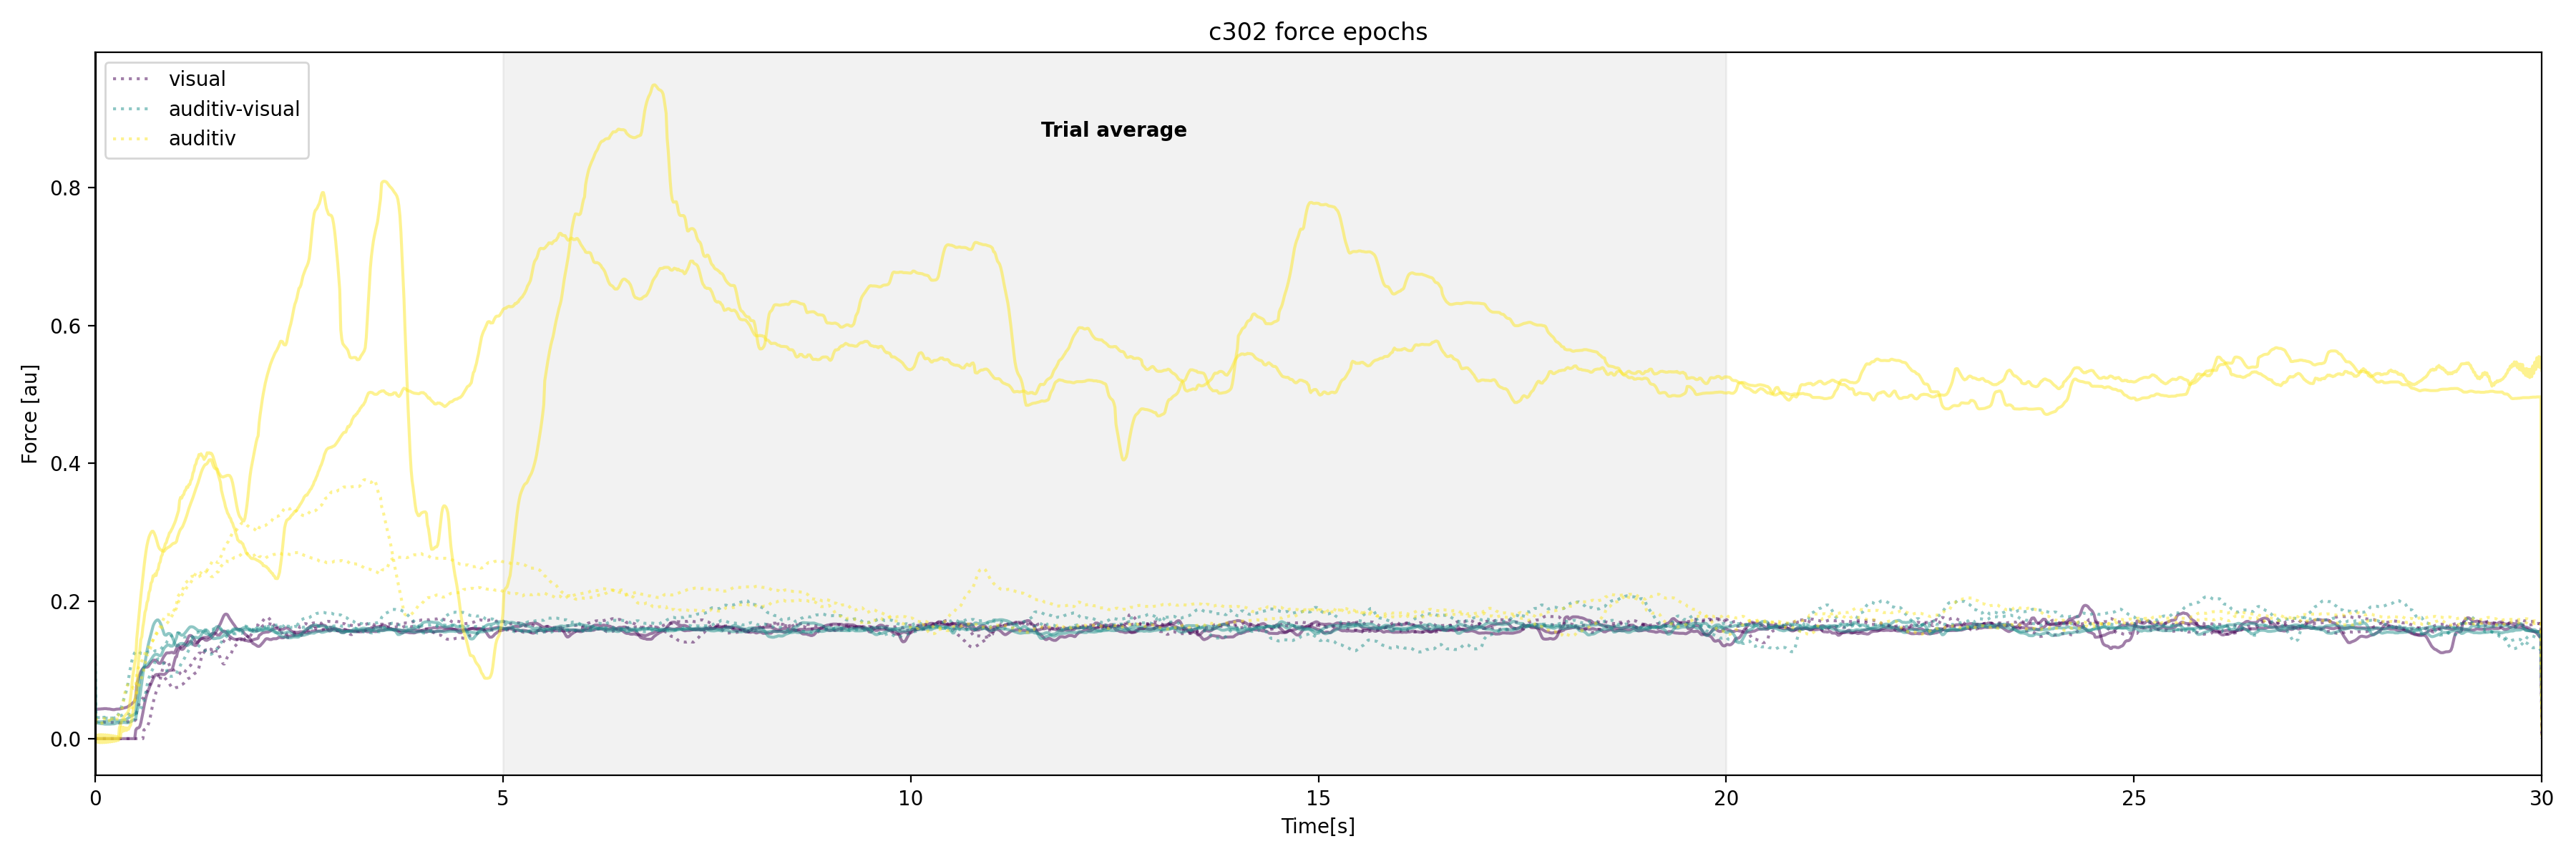 c302 force epochs
visual
auditiv-visual
auditiv
Trial average
Force [au]
0.8
0.6
0.4
0.2
0.0
0 5 10 15 20 25 30
Time[s]